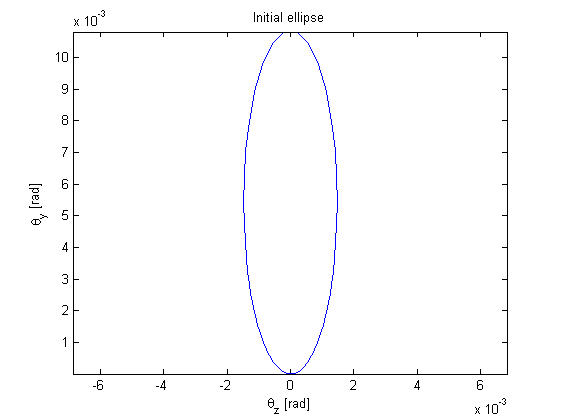 Initial ellipse
x 10⁻³
10
9
8
7
6
5
4
3
2
1
θy [rad]
-6 -4 -2 0 2 4 6
x 10⁻³
θz [rad]